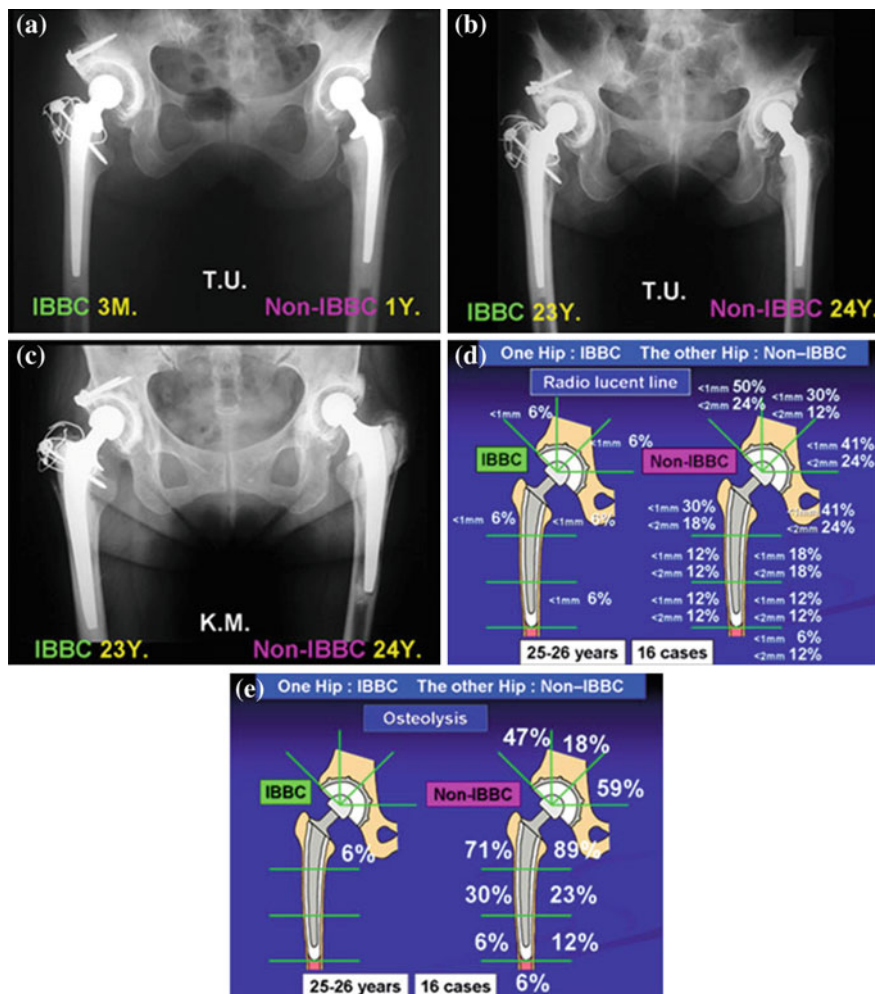 (a)
T.U.
IBBC 3M. Non-IBBC 1Y.
(b)
T.U.
IBBC 23Y. Non-IBBC 24Y.
(c)
K.M.
IBBC 23Y. Non-IBBC 24Y.
(d)
One Hip : IBBC The other Hip : Non–IBBC
Radio lucent line
<1mm 50%
<2mm 24%
<1mm 30%
<2mm 12%
<1mm 6%
<1mm 6%
<1mm 41%
<2mm 24%
IBBC
Non-IBBC
<1mm 6%
<1mm 6%
<1mm 30%
<2mm 18%
<1mm 41%
<2mm 24%
<1mm 12%
<2mm 12%
<1mm 18%
<2mm 18%
<1mm 6%
<1mm 12%
<2mm 12%
<1mm 12%
<2mm 12%
<1mm 6%
<2mm 12%
25-26 years 16 cases
(e)
One Hip : IBBC The other Hip : Non–IBBC
Osteolysis
47% 18%
IBBC
Non-IBBC
59%
6%
71% 89%
30% 23%
6% 12%
6%
25-26 years 16 cases